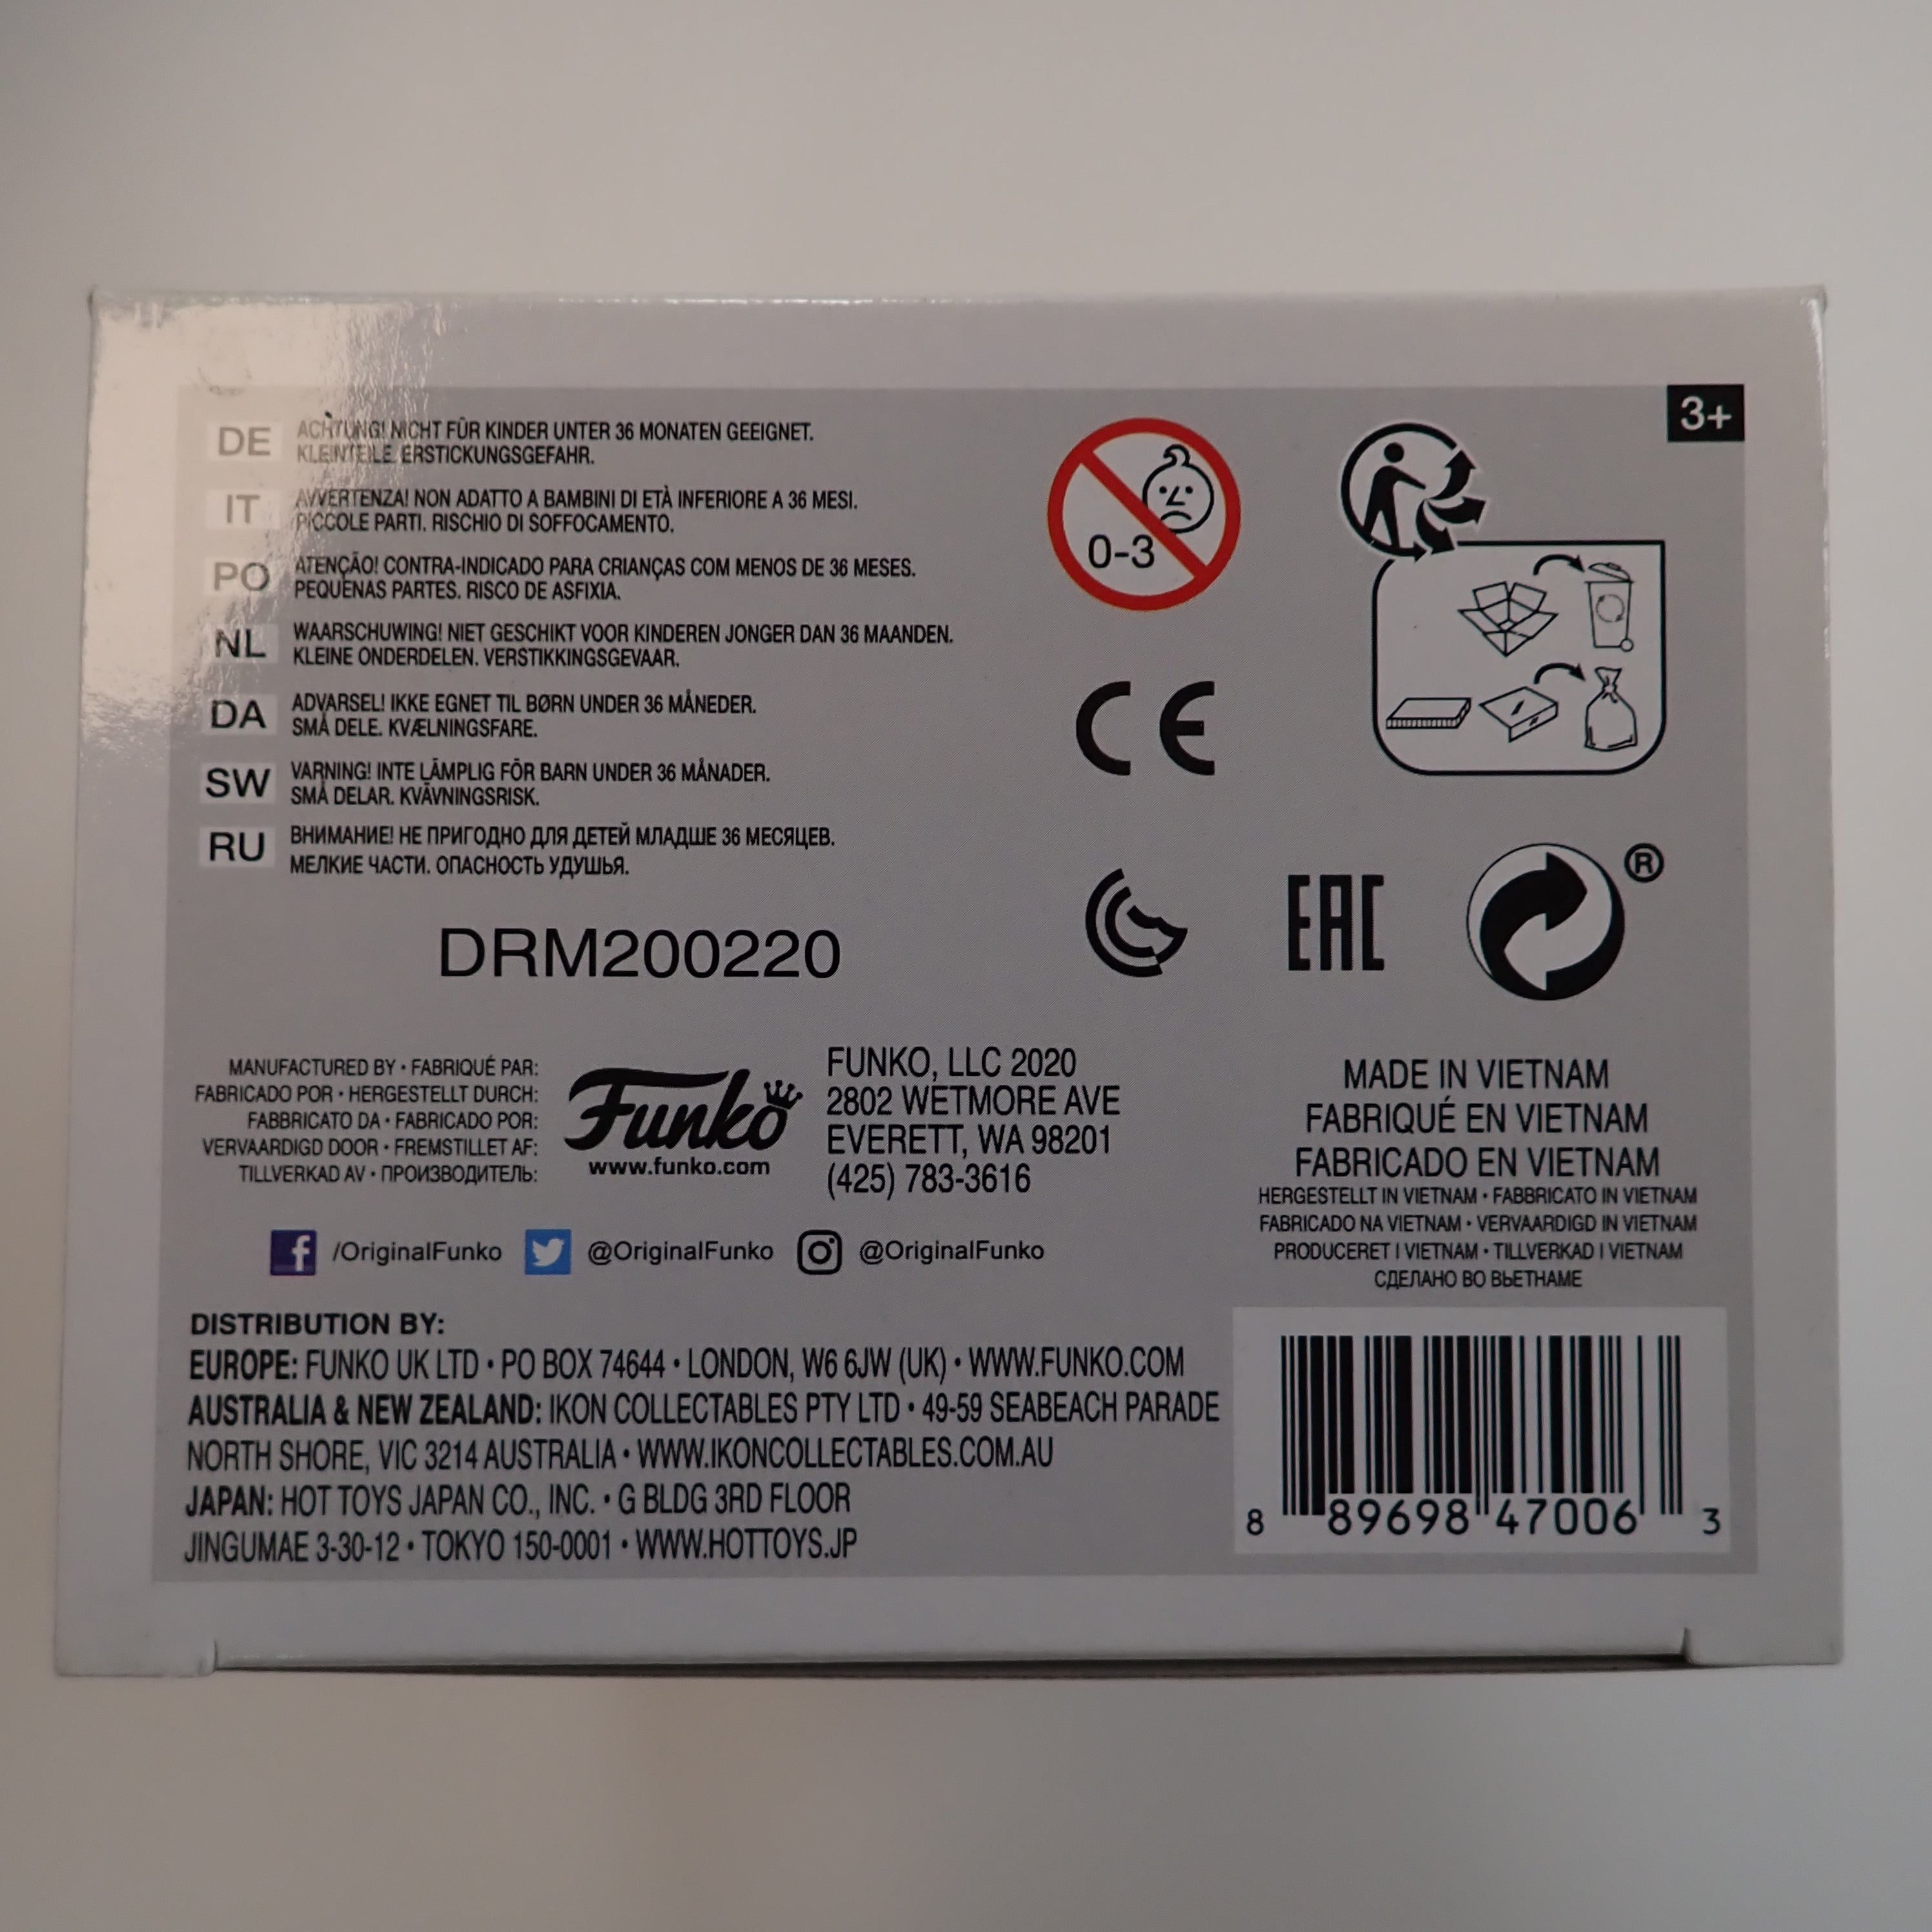 3+
DE
ACHTUNG! NICHT FÜR KINDER UNTER 36 MONATEN GEEIGNET.
KLEINTEILE. ERSTICKUNGSGEFAHR.
IT
AVVERTENZA! NON ADATTO A BAMBINI DI ETÀ INFERIORE A 36 MESI.
PICCOLE PARTI. RISCHIO DI SOFFOCAMENTO.
PO
ATENÇÃO! CONTRA-INDICADO PARA CRIANÇAS COM MENOS DE 36 MESES.
PEQUENAS PARTES. RISCO DE ASFIXIA.
NL
WAARSCHUWING! NIET GESCHIKT VOOR KINDEREN JONGER DAN 36 MAANDEN.
KLEINE ONDERDELEN. VERSTIKKINGSGEVAAR.
DA
ADVARSEL! IKKE EGNET TIL BØRN UNDER 36 MÅNEDER.
SMÅ DELE. KVÆLNINGSFARE.
SW
VARNING! INTE LÄMPLIG FÖR BARN UNDER 36 MÅNADER.
SMÅ DELAR. KVÄVNINGSRISK.
RU
ВНИМАНИЕ! НЕ ПРИГОДНО ДЛЯ ДЕТЕЙ МЛАДШЕ 36 МЕСЯЦЕВ.
МЕЛКИЕ ЧАСТИ. ОПАСНОСТЬ УДУШЬЯ.
0-3
CE
EAC
®
DRM200220
MANUFACTURED BY • FABRIQUÉ PAR:
FABRICADO POR • HERGESTELLT DURCH:
FABBRICATO DA • FABRICADO POR:
VERVAARDIGD DOOR • FREMSTILLET AF:
TILLVERKAD AV • ПРОИЗВОДИТЕЛЬ:
Funko
www.funko.com
FUNKO, LLC 2020
2802 WETMORE AVE
EVERETT, WA 98201
(425) 783-3616
MADE IN VIETNAM
FABRIQUÉ EN VIETNAM
FABRICADO EN VIETNAM
HERGESTELLT IN VIETNAM • FABBRICATO IN VIETNAM
FABRICADO NA VIETNAM • VERVAARDIGD IN VIETNAM
PRODUCERET I VIETNAM • TILLVERKAD I VIETNAM
СДЕЛАНО ВО ВЬЕТНАМЕ
f /OriginalFunko @OriginalFunko @OriginalFunko
DISTRIBUTION BY:
EUROPE: FUNKO UK LTD • PO BOX 74644 • LONDON, W6 6JW (UK) • WWW.FUNKO.COM
AUSTRALIA & NEW ZEALAND: IKON COLLECTABLES PTY LTD • 49-59 SEABEACH PARADE
NORTH SHORE, VIC 3214 AUSTRALIA • WWW.IKONCOLLECTABLES.COM.AU
JAPAN: HOT TOYS JAPAN CO., INC. • G BLDG 3RD FLOOR
JINGUMAE 3-30-12 • TOKYO 150-0001 • WWW.HOTTOYS.JP
8 89698 47006 3